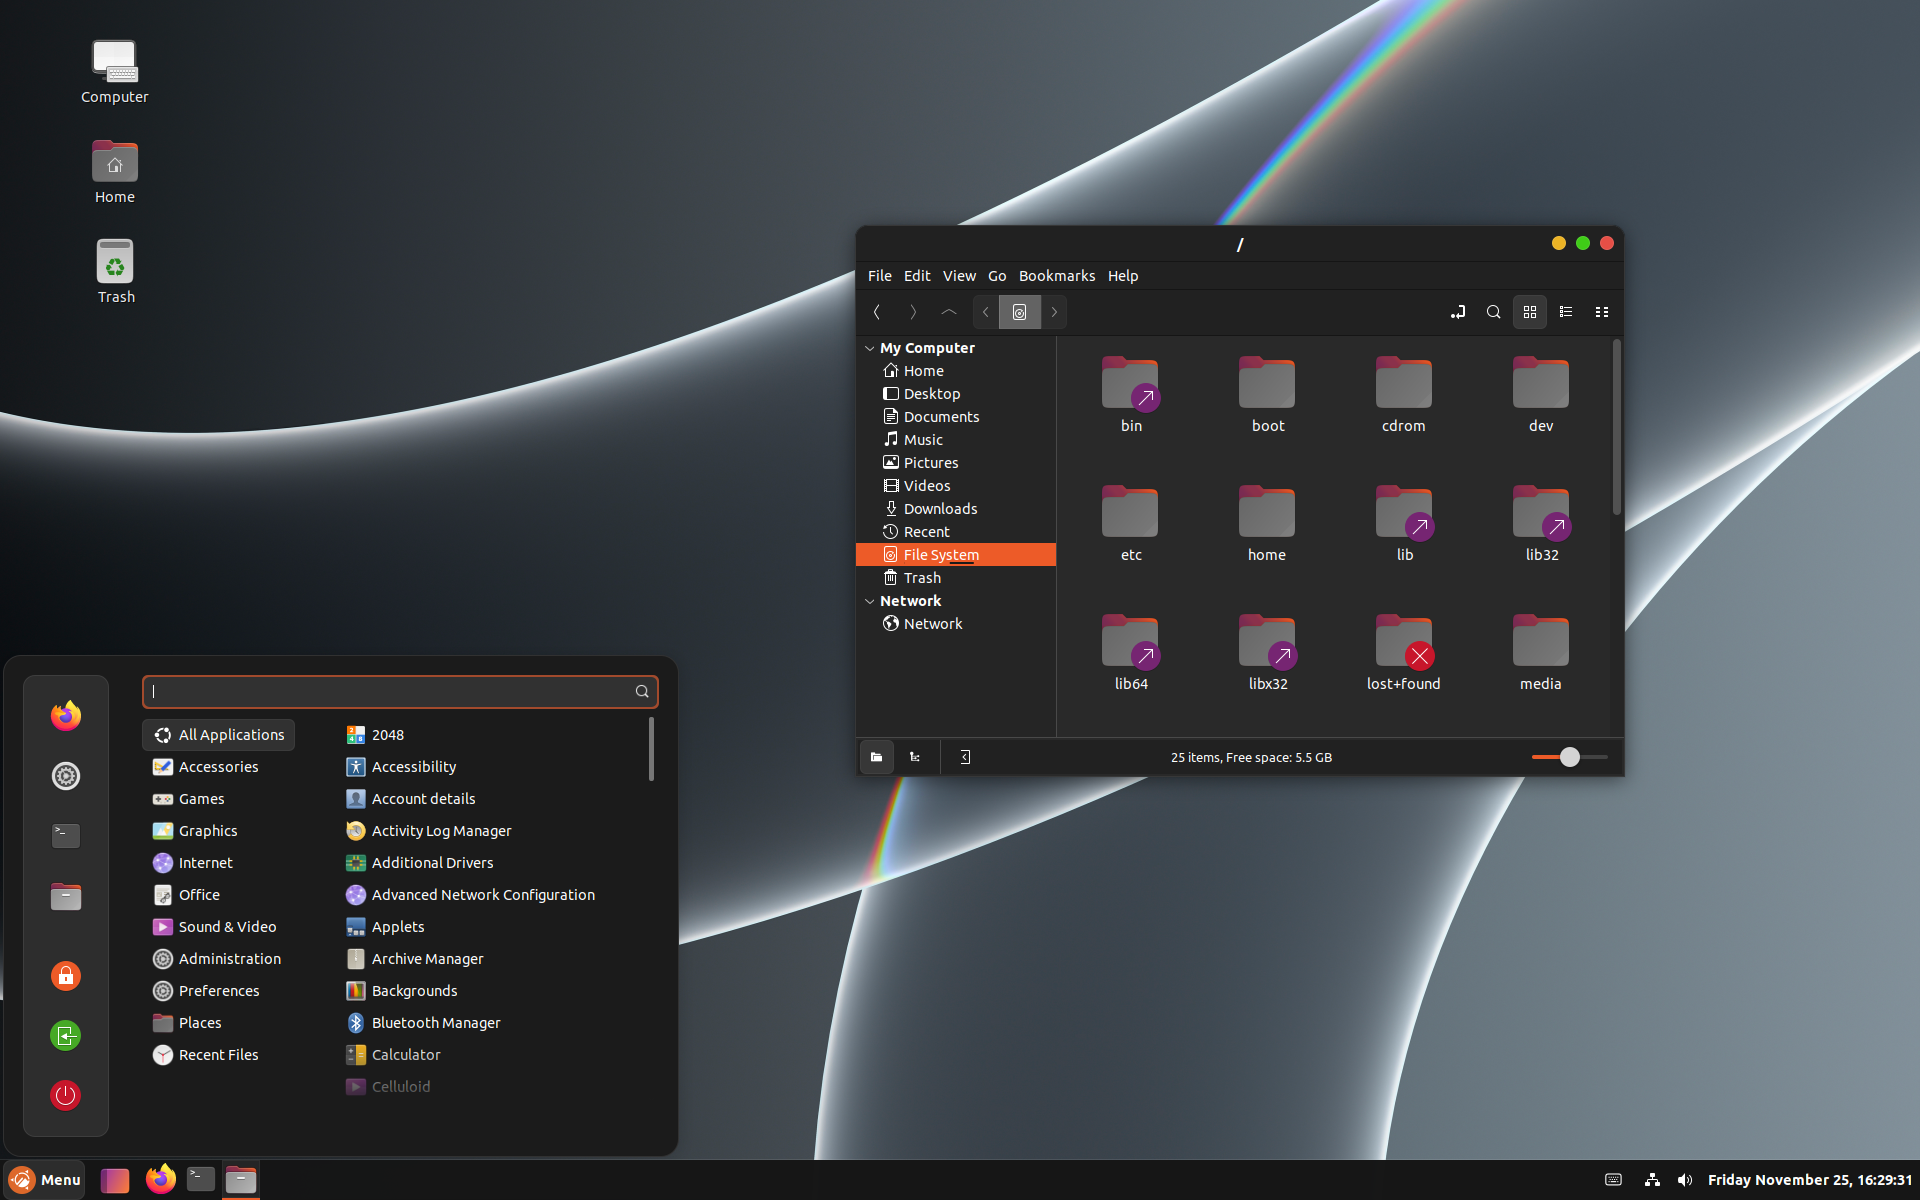 Computer
Home
Trash
/
File Edit View Go Bookmarks Help
My Computer
Home
Desktop
Documents
Music
Pictures
Videos
Downloads
Recent
File System
Trash
Network
Network
bin boot cdrom dev
etc home lib lib32
lib64 libx32 lost+found media
25 items, Free space: 5.5 GB
All Applications
Accessories
Games
Graphics
Internet
Office
Sound & Video
Administration
Preferences
Places
Recent Files
2048
Accessibility
Account details
Activity Log Manager
Additional Drivers
Advanced Network Configuration
Applets
Archive Manager
Backgrounds
Bluetooth Manager
Calculator
Celluloid
Menu
Friday November 25, 16:29:31